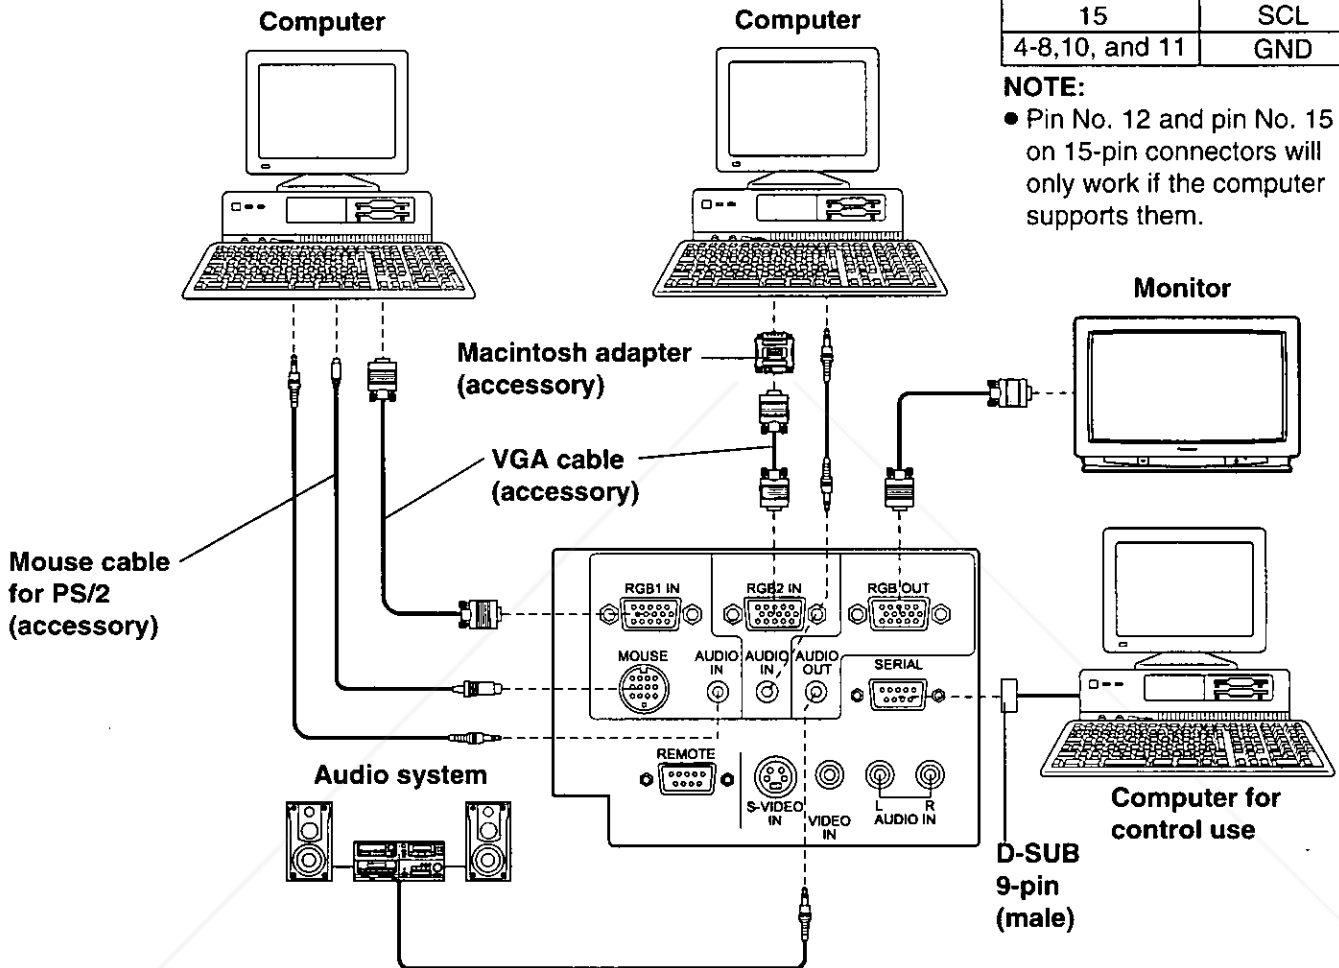 Computer
Computer
15 SCL
4-8,10, and 11 GND
NOTE:
● Pin No. 12 and pin No. 15
on 15-pin connectors will
only work if the computer
supports them.
Monitor
Macintosh adapter
(accessory)
VGA cable
(accessory)
Mouse cable
for PS/2
(accessory)
RGB1 IN
RGB2 IN
RGB OUT
MOUSE
AUDIO
IN
AUDIO
IN
AUDIO
OUT
SERIAL
REMOTE
S-VIDEO
IN
VIDEO
IN
L R
AUDIO IN
Audio system
Computer for
control use
D-SUB
9-pin
(male)